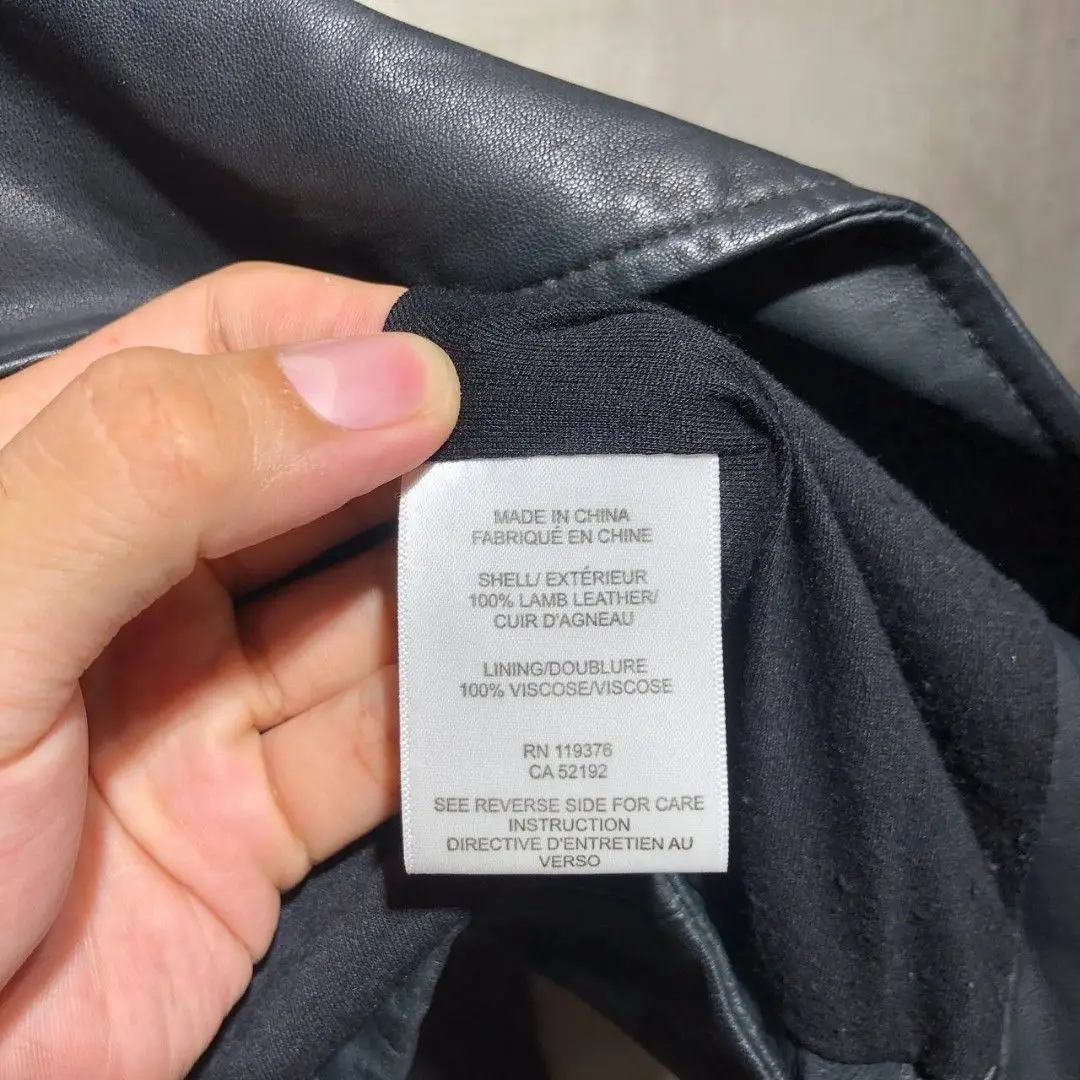 MADE IN CHINA
FABRIQUÉ EN CHINE
SHELL/ EXTÉRIEUR
100% LAMB LEATHER/
CUIR D'AGNEAU
LINING/DOUBLURE
100% VISCOSE/VISCOSE
RN 119376
CA 52192
SEE REVERSE SIDE FOR CARE
INSTRUCTION
DIRECTIVE D'ENTRETIEN AU
VERSO